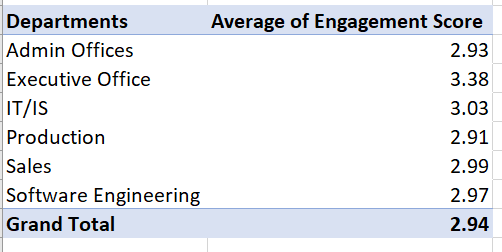 Departments Average of Engagement Score
Admin Offices 2.93
Executive Office 3.38
IT/IS 3.03
Production 2.91
Sales 2.99
Software Engineering 2.97
Grand Total 2.94